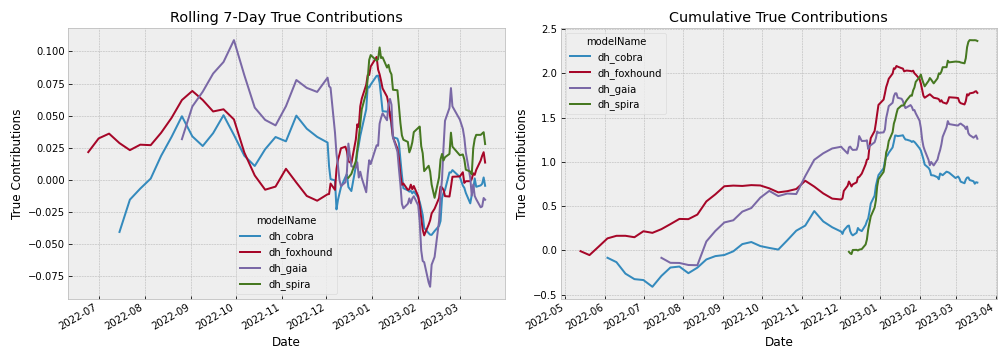 Rolling 7-Day True Contributions
True Contributions
0.100
0.075
0.050
0.025
0.000
−0.025
−0.050
−0.075
modelName
dh_cobra
dh_foxhound
dh_gaia
dh_spira
2022-07
2022-08
2022-09
2022-10
2022-11
2022-12
2023-01
2023-02
2023-03
Date
Cumulative True Contributions
True Contributions
2.5
2.0
1.5
1.0
0.5
0.0
−0.5
modelName
dh_cobra
dh_foxhound
dh_gaia
dh_spira
2022-05
2022-06
2022-07
2022-08
2022-09
2022-10
2022-11
2022-12
2023-01
2023-02
2023-03
2023-04
Date